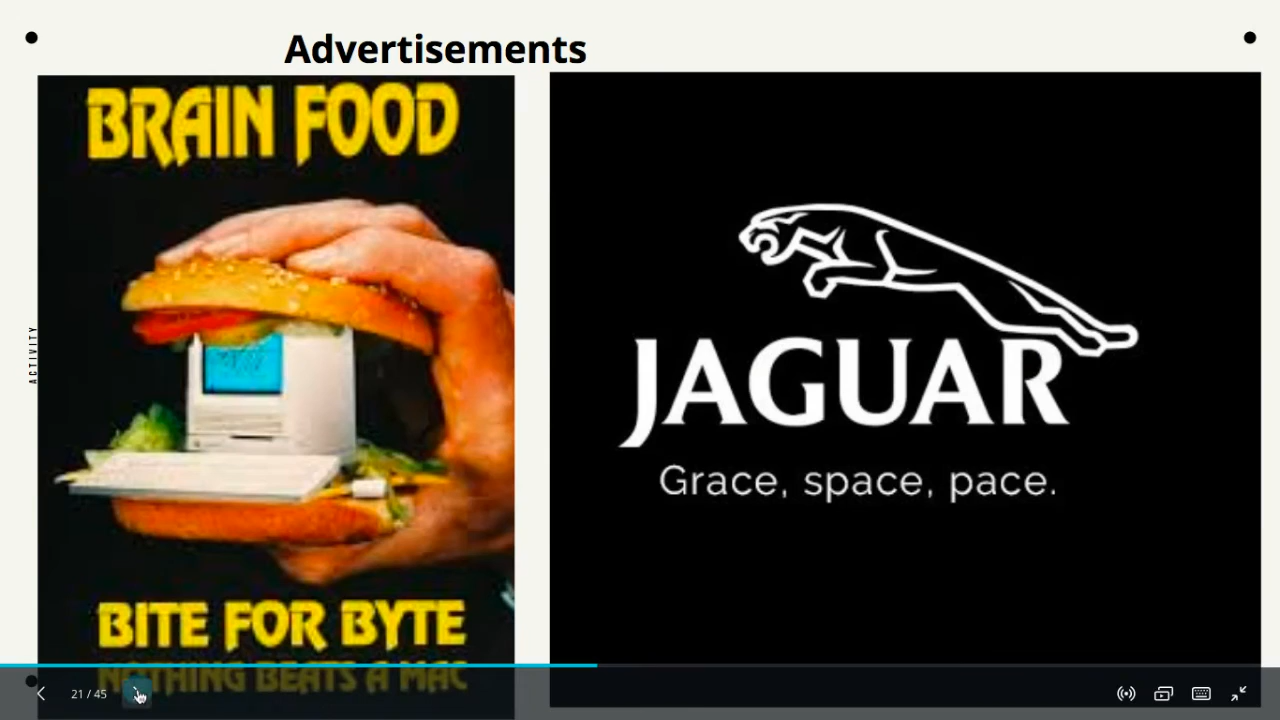 Advertisements
BRAIN FOOD
BITE FOR BYTE
NOTHING BEATS A MAC
ACTIVITY
JAGUAR
Grace, space, pace.
21 / 45